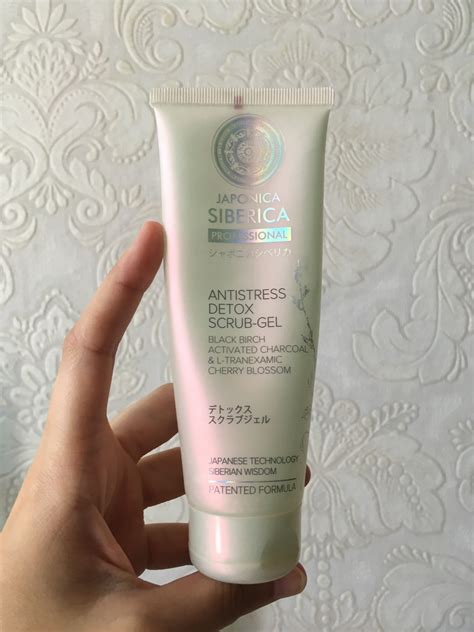 JAPONICA
SIBERICA
PROFESSIONAL
ジャポニカシベリカ
ANTISTRESS
DETOX
SCRUB-GEL
BLACK BIRCH
ACTIVATED CHARCOAL
& L-TRANEXAMIC
CHERRY BLOSSOM
デトックス
スクラブジェル
JAPANESE TECHNOLOGY
SIBERIAN WISDOM
PATENTED FORMULA